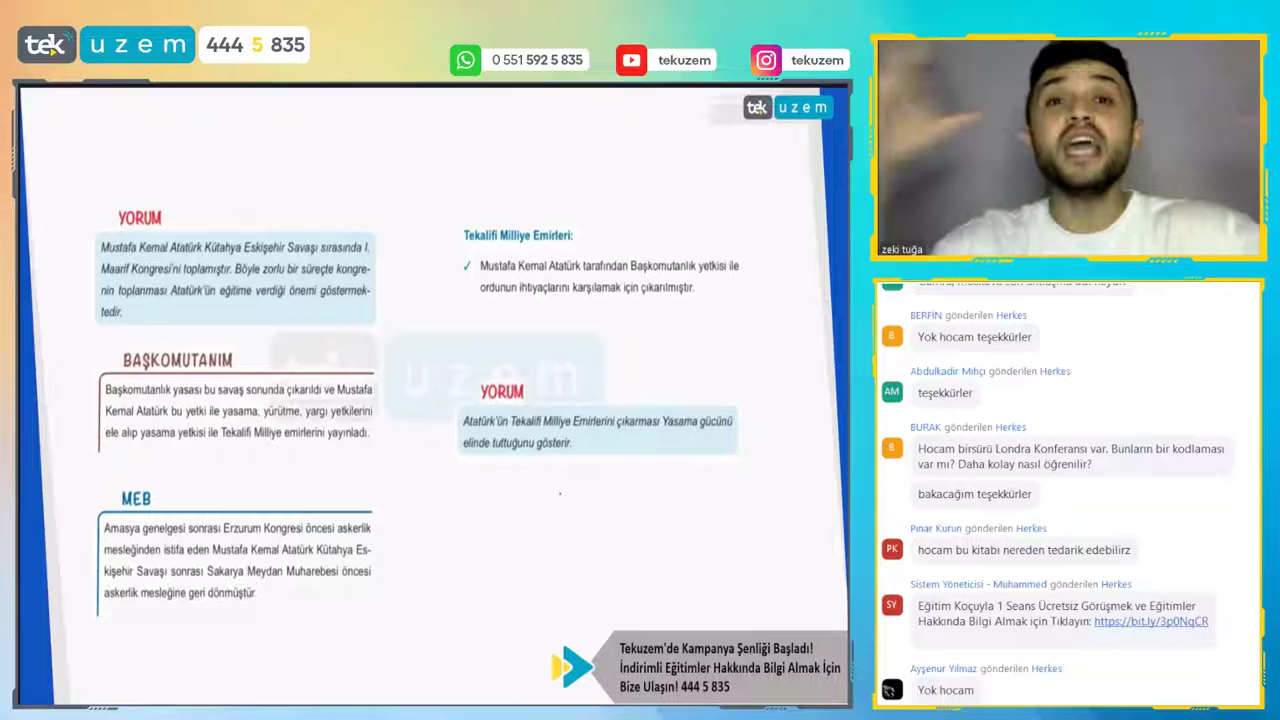 tek uzem 444 5 835
0 551 592 5 835
tekuzem
tekuzem
tek uzem
YORUM
Mustafa Kemal Atatürk Kütahya Eskişehir Savaşı sırasında I.
Maarif Kongresi'ni toplamıştır. Böyle zorlu bir süreçte kongre-
nin toplanması Atatürk'ün eğitime verdiği önemi göstermek-
tedir.
BAŞKOMUTANIM
Başkomutanlık yasası bu savaş sonunda çıkarıldı ve Mustafa
Kemal Atatürk bu yetki ile yasama, yürütme, yargı yetkilerini
ele alıp yasama yetkisi ile Tekalifi Milliye emirlerini yayınladı.
MEB
Amasya genelgesi sonrası Erzurum Kongresi öncesi askerlik
mesleğinden istifa eden Mustafa Kemal Atatürk Kütahya Es-
kişehir Savaşı sonrası Sakarya Meydan Muharebesi öncesi
askerlik mesleğine geri dönmüştür.
Tekalifi Milliye Emirleri:
✓ Mustafa Kemal Atatürk tarafından Başkomutanlık yetkisi ile
ordunun ihtiyaçlarını karşılamak için çıkarılmıştır.
uzem
YORUM
Atatürk'ün Tekalifi Milliye Emirlerini çıkarması Yasama gücünü
elinde tuttuğunu gösterir.
Tekuzem'de Kampanya Şenliği Başladı!
İndirimli Eğitimler Hakkında Bilgi Almak İçin
Bize Ulaşın! 444 5 835
zeki tuğa
BERFİN gönderilen Herkes
B
Yok hocam teşekkürler
Abdulkadir Mıhçı gönderilen Herkes
AM
teşekkürler
BURAK gönderilen Herkes
B
Hocam birsürü Londra Konferansı var. Bunların bir kodlaması
var mı? Daha kolay nasıl öğrenilir?
bakacağım teşekkürler
Pınar Kurun gönderilen Herkes
PK
hocam bu kitabı nereden tedarik edebilirz
Sistem Yöneticisi - Muhammed gönderilen Herkes
SY
Eğitim Koçuyla 1 Seans Ücretsiz Görüşmek ve Eğitimler
Hakkında Bilgi Almak için Tıklayın: https://bit.ly/3p0NqCR
Ayşenur Yılmaz gönderilen Herkes
Yok hocam